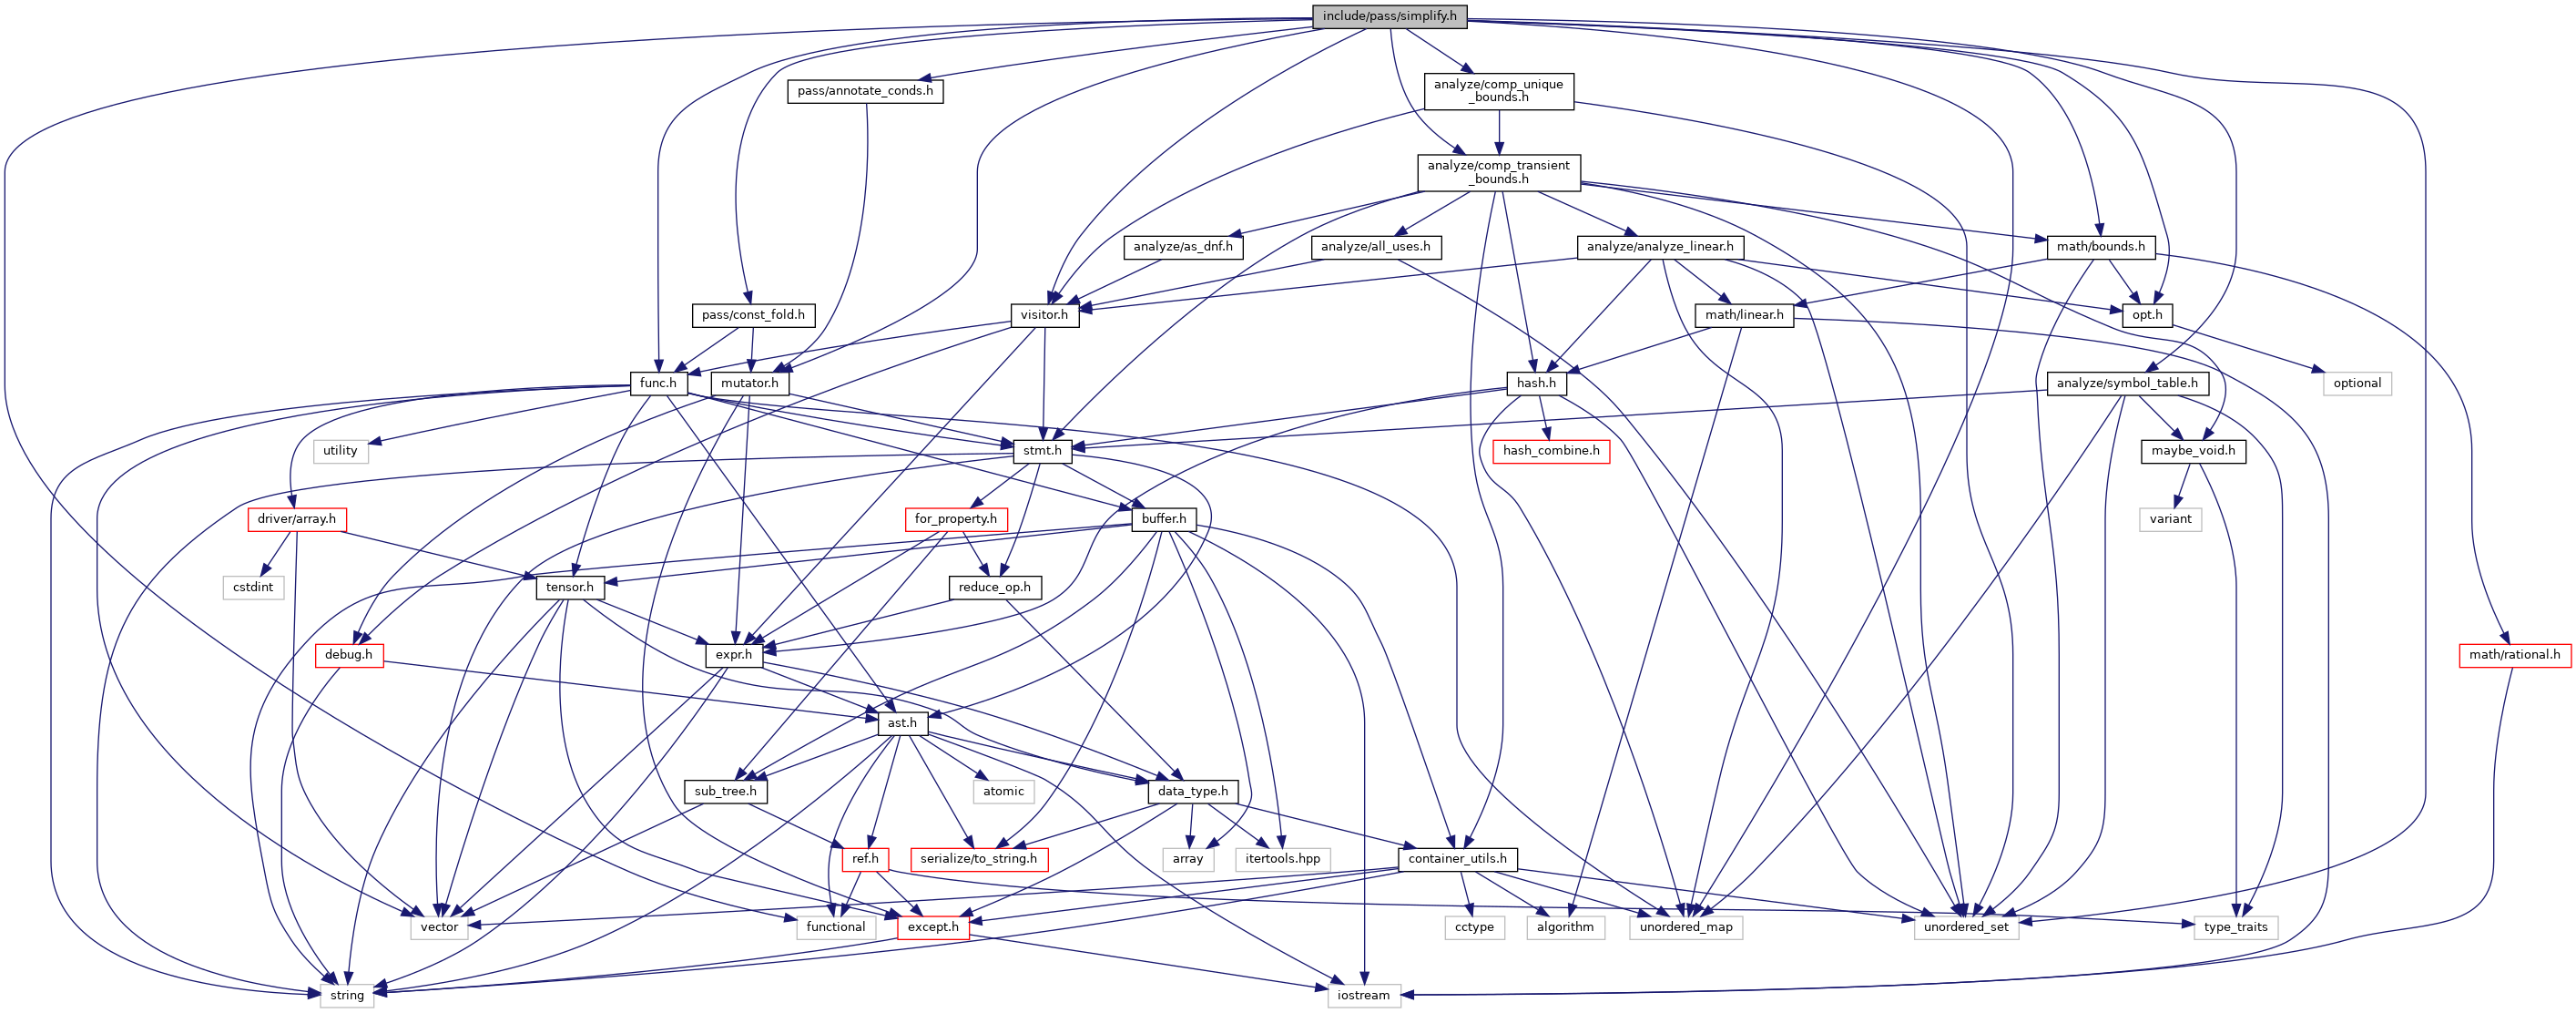 include/pass/simplify.h
pass/annotate_conds.h
analyze/comp_unique
_bounds.h
analyze/comp_transient
_bounds.h
analyze/as_dnf.h
analyze/all_uses.h
analyze/analyze_linear.h
math/bounds.h
pass/const_fold.h
visitor.h
math/linear.h
opt.h
func.h
mutator.h
hash.h
analyze/symbol_table.h
optional
utility
stmt.h
hash_combine.h
maybe_void.h
driver/array.h
for_property.h
buffer.h
variant
cstdint
tensor.h
reduce_op.h
debug.h
expr.h
math/rational.h
ast.h
sub_tree.h
atomic
data_type.h
ref.h
serialize/to_string.h
array
itertools.hpp
container_utils.h
vector
functional
except.h
cctype
algorithm
unordered_map
unordered_set
type_traits
string
iostream